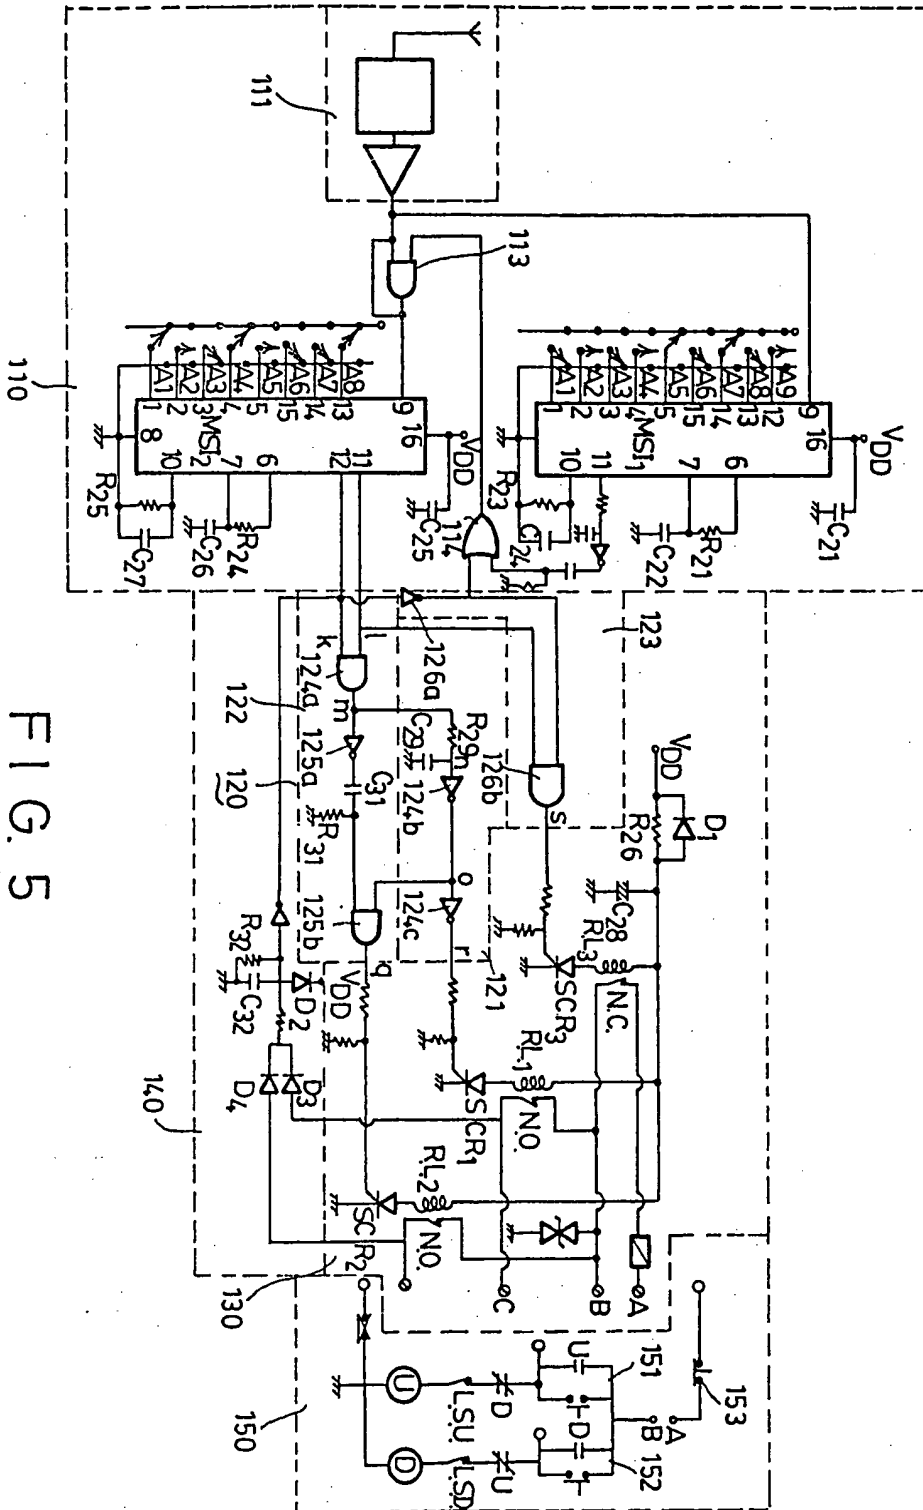 111
113
110
A1
A2
A3
A4
A5
A6
A7
A8
1
2
3
4
5
15
14
13
9
MSI2
8
10
7
6
12
11
16
VDD
R25
C27
C26
R24
C25
A1
A2
A3
A4
A5
A6
A7
A8
A9
1
2
3
4
5
15
14
13
12
9
MSI1
10
11
7
6
16
VDD
R23
C24
C22
R21
C21
114
123
k
l
126a
124a
m
122
125a
120
C31
R31
C29
R29
n
124b
126b
s
o
124c
125b
q
r
121
VDD
D1
R26
C28
RL3
N.C.
SCR3
RL1
N.O.
SCR1
RL2
N.O.
SCR2
VDD
R32
C32
D2
D3
D4
140
130
150
C
B
A
153
151
152
A
B
U
D
D
U
L.S.U.
L.S.D.
U
D
FIG. 5